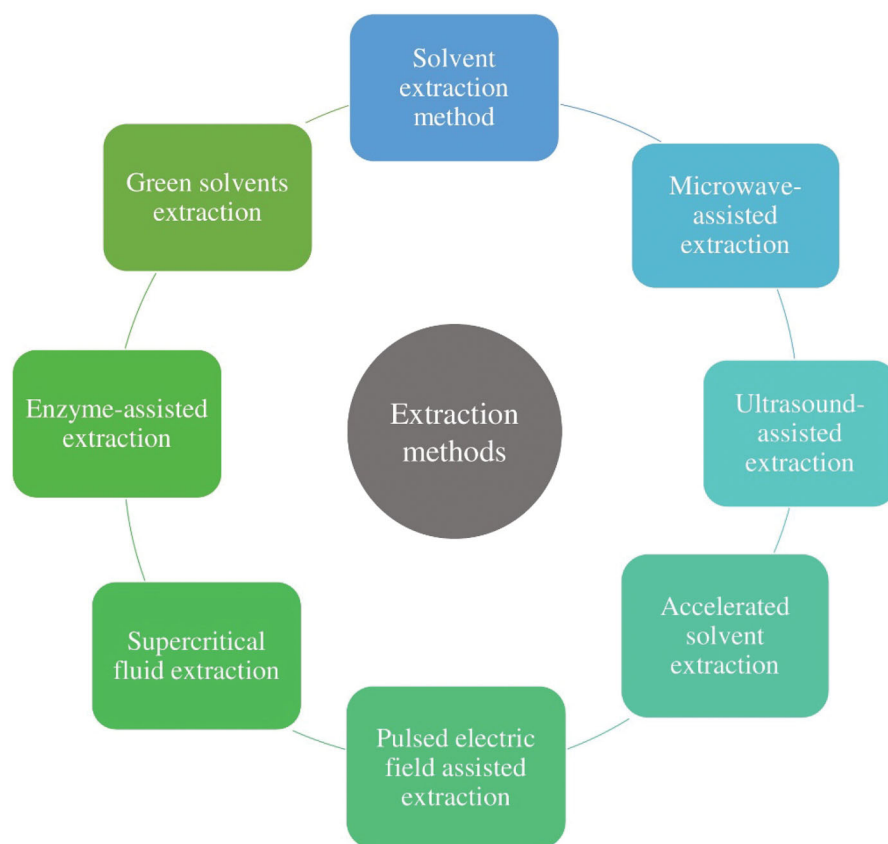 Solvent
extraction
method
Microwave-
assisted
extraction
Ultrasound-
assisted
extraction
Accelerated
solvent
extraction
Pulsed electric
field assisted
extraction
Supercritical
fluid extraction
Enzyme-assisted
extraction
Green solvents
extraction
Extraction
methods